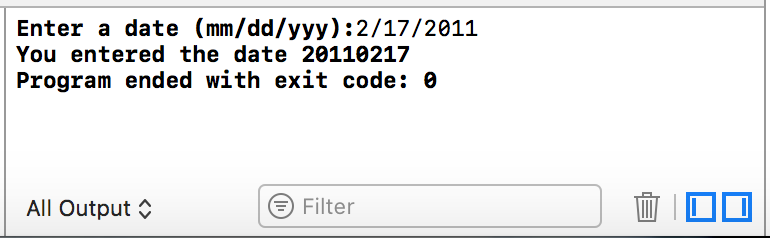 Enter a date (mm/dd/yyy):2/17/2011
You entered the date 20110217
Program ended with exit code: 0
All Output
Filter